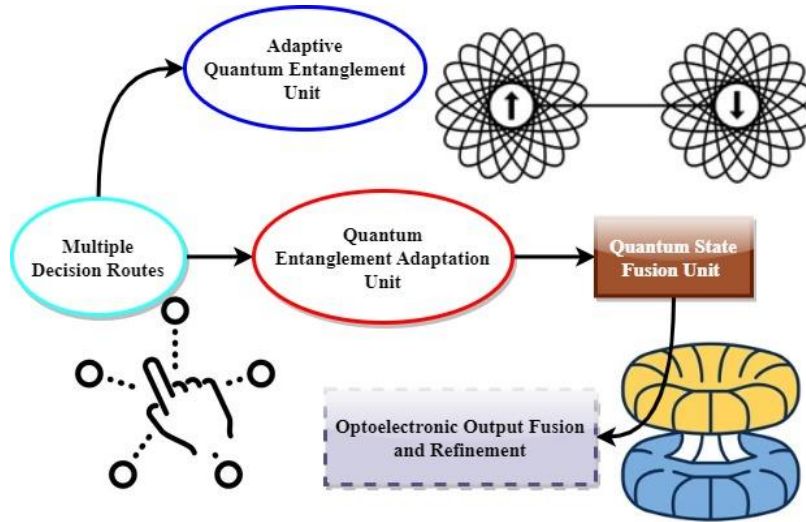 Adaptive
Quantum Entanglement
Unit
Multiple
Decision Routes
Quantum
Entanglement Adaptation
Unit
Quantum State
Fusion Unit
Optoelectronic Output Fusion
and Refinement